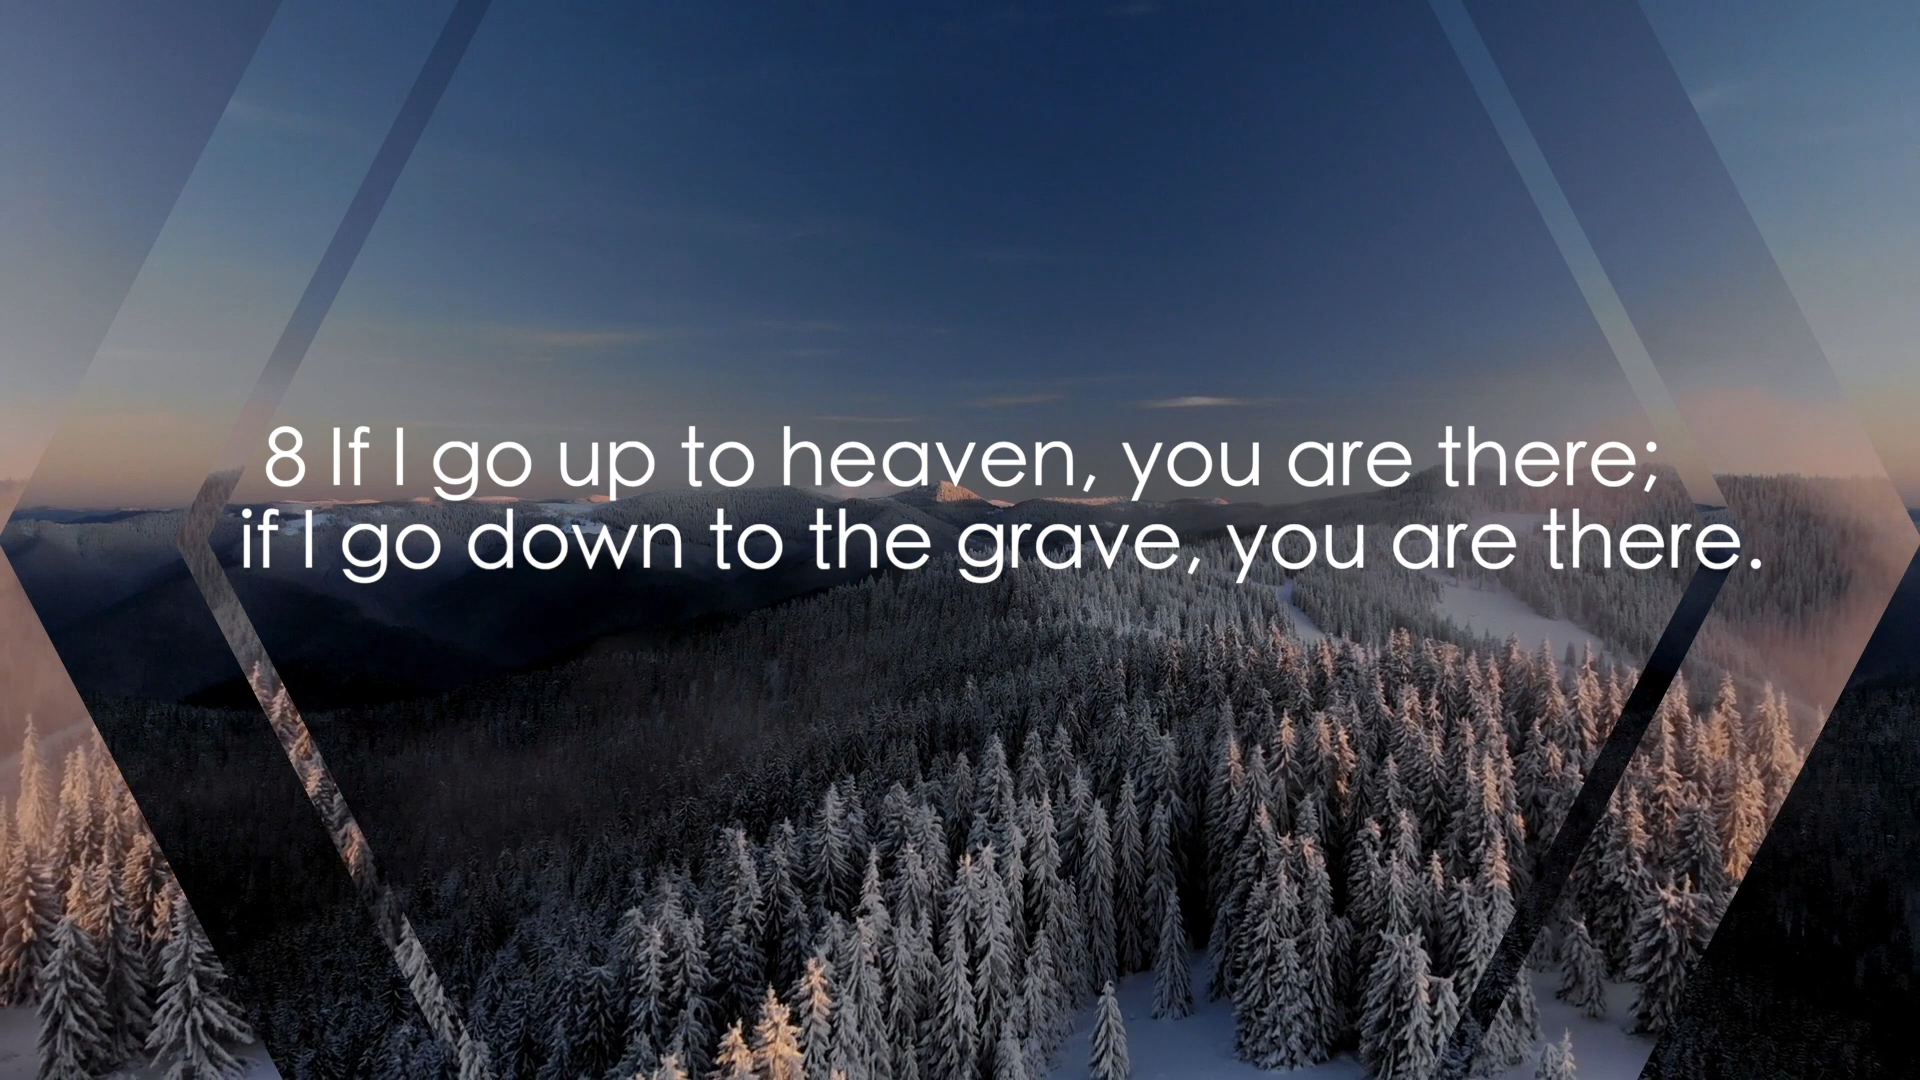 8 If I go up to heaven, you are there;
if I go down to the grave, you are there.